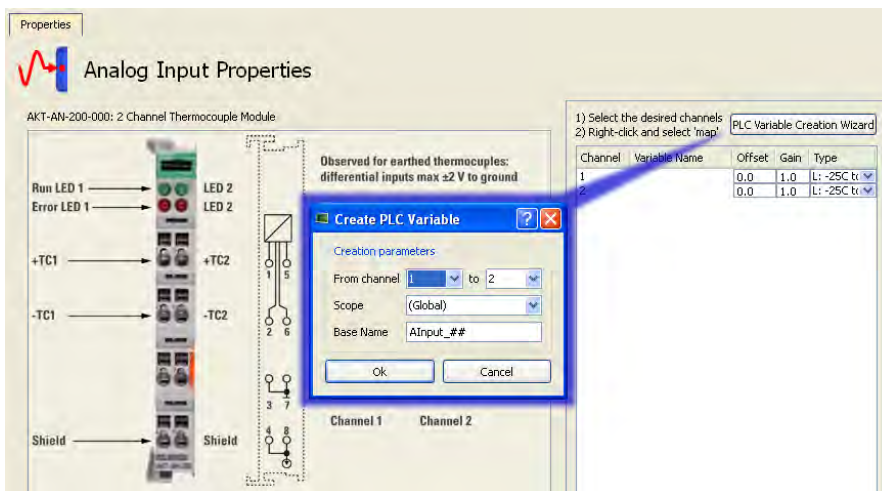 Properties
Analog Input Properties
AKT-AN-200-000: 2 Channel Thermocouple Module
Run LED 1
LED 2
Error LED 1
LED 2
+TC1
+TC2
-TC1
-TC2
Shield
Shield
1 5
2 6
3 7
4 8
Observed for earthed thermocuples:
differential inputs max ±2 V to ground
Channel 1 Channel 2
Create PLC Variable
Creation parameters
From channel 1 to 2
Scope (Global)
Base Name AInput_##
Ok Cancel
1) Select the desired channels
2) Right-click and select 'map'
PLC Variable Creation Wizard
Channel Variable Name Offset Gain Type
1 0.0 1.0 L: -25C
2 0.0 1.0 L: -25C